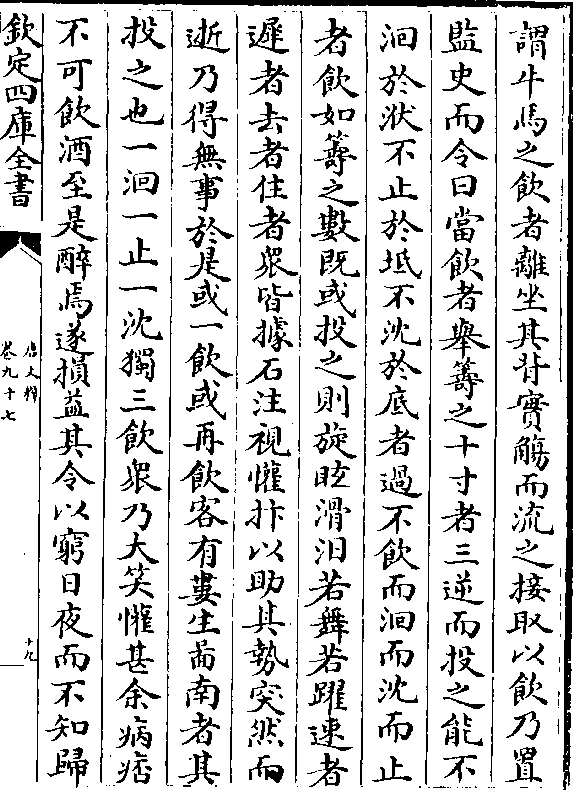 謂牛馬之飲者離坐其背實觴而流之接取以飲乃置
監史而令曰當飲者舉籌之十寸者三逆而投之能不
洄於洑不止於坻不沈於底者過不飲而洄而沈而止
者飲如籌之數既或投之則旋眩滑汩若舞若躍速者
遲者去者住者衆皆據石注視懽抃以助其勢突然而
逝乃得無事於是或一飲或再飲客有婁生啚南者其
投之也一洄一止一沈獨三飲衆乃大笑懽甚余病痞
不可飲酒至是醉焉遂損益其令以窮日夜而不知歸
欽定四庫全書
唐文粹
卷九十七
十九